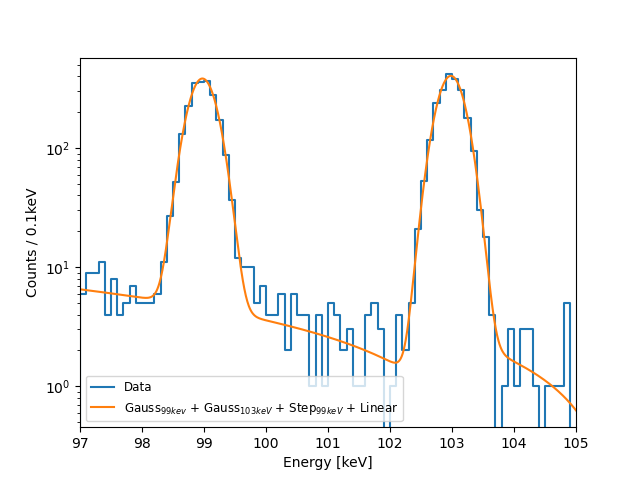 10²
10¹
10⁰
97 98 99 100 101 102 103 104 105
Counts / 0.1keV
Energy [keV]
Data
Gauss₉₉ₖₑᵥ + Gauss₁₀₃ₖₑV + Step₉₉ₖₑV + Linear